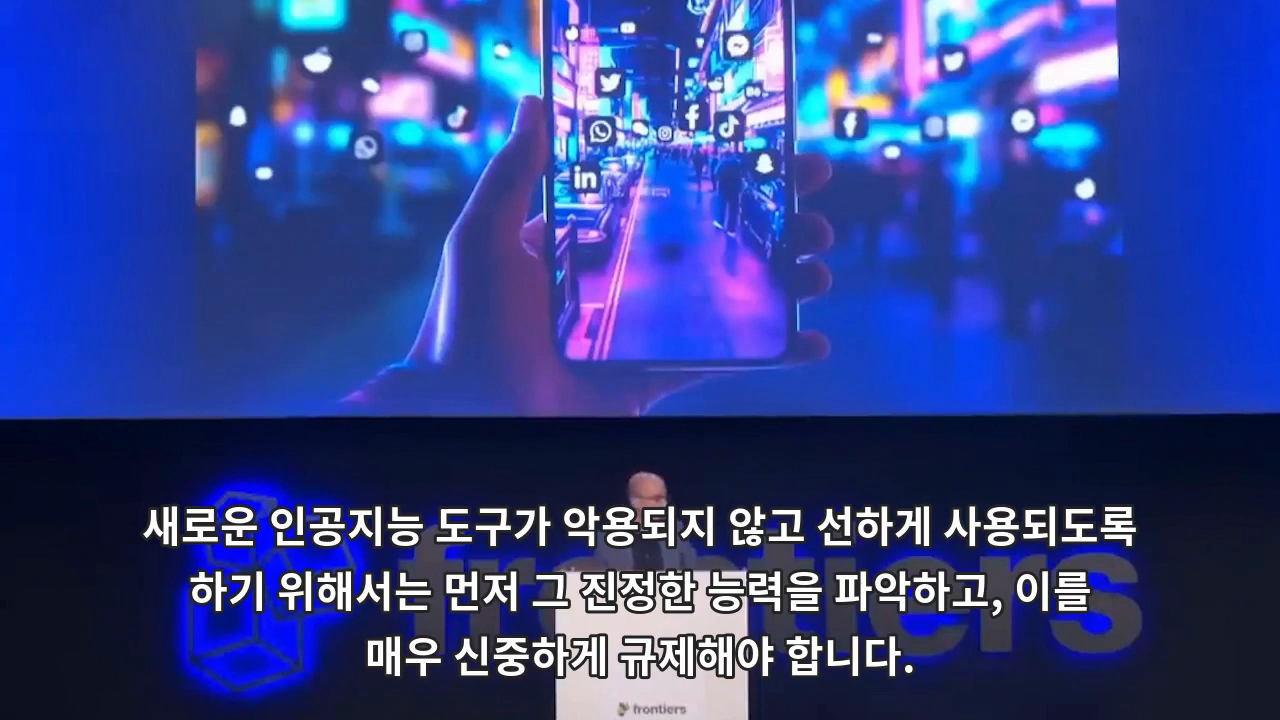 in
새로운 인공지능 도구가 악용되지 않고 선하게 사용되도록
하기 위해서는 먼저 그 진정한 능력을 파악하고, 이를
매우 신중하게 규제해야 합니다.
frontiers
frontiers